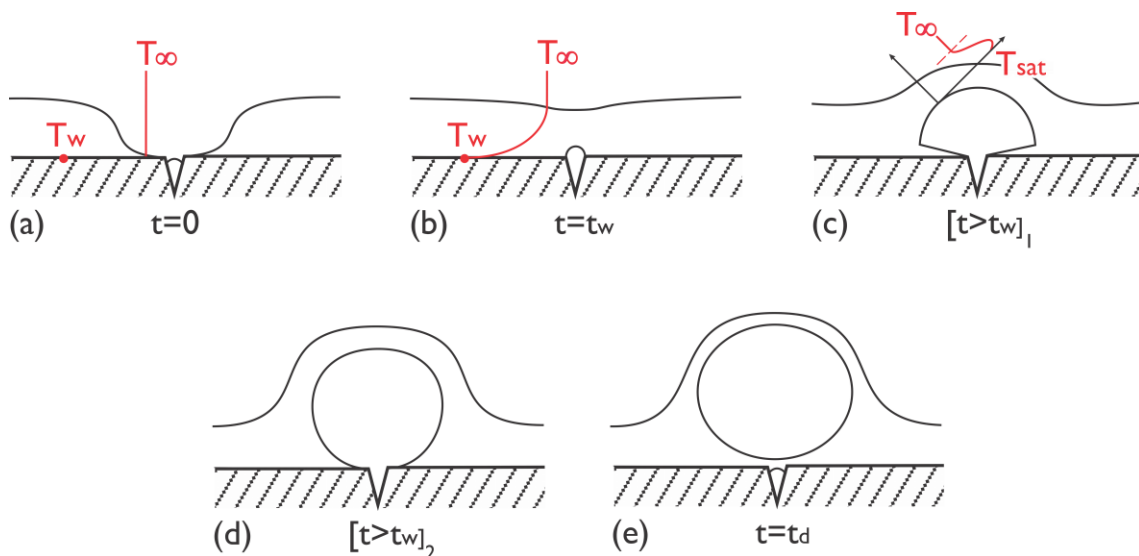 T∞
Tw
(a)
t=0
T∞
Tw
(b)
t=tw
T∞
Tsat
(c)
[t>tw]1
(d)
[t>tw]2
(e)
t=td